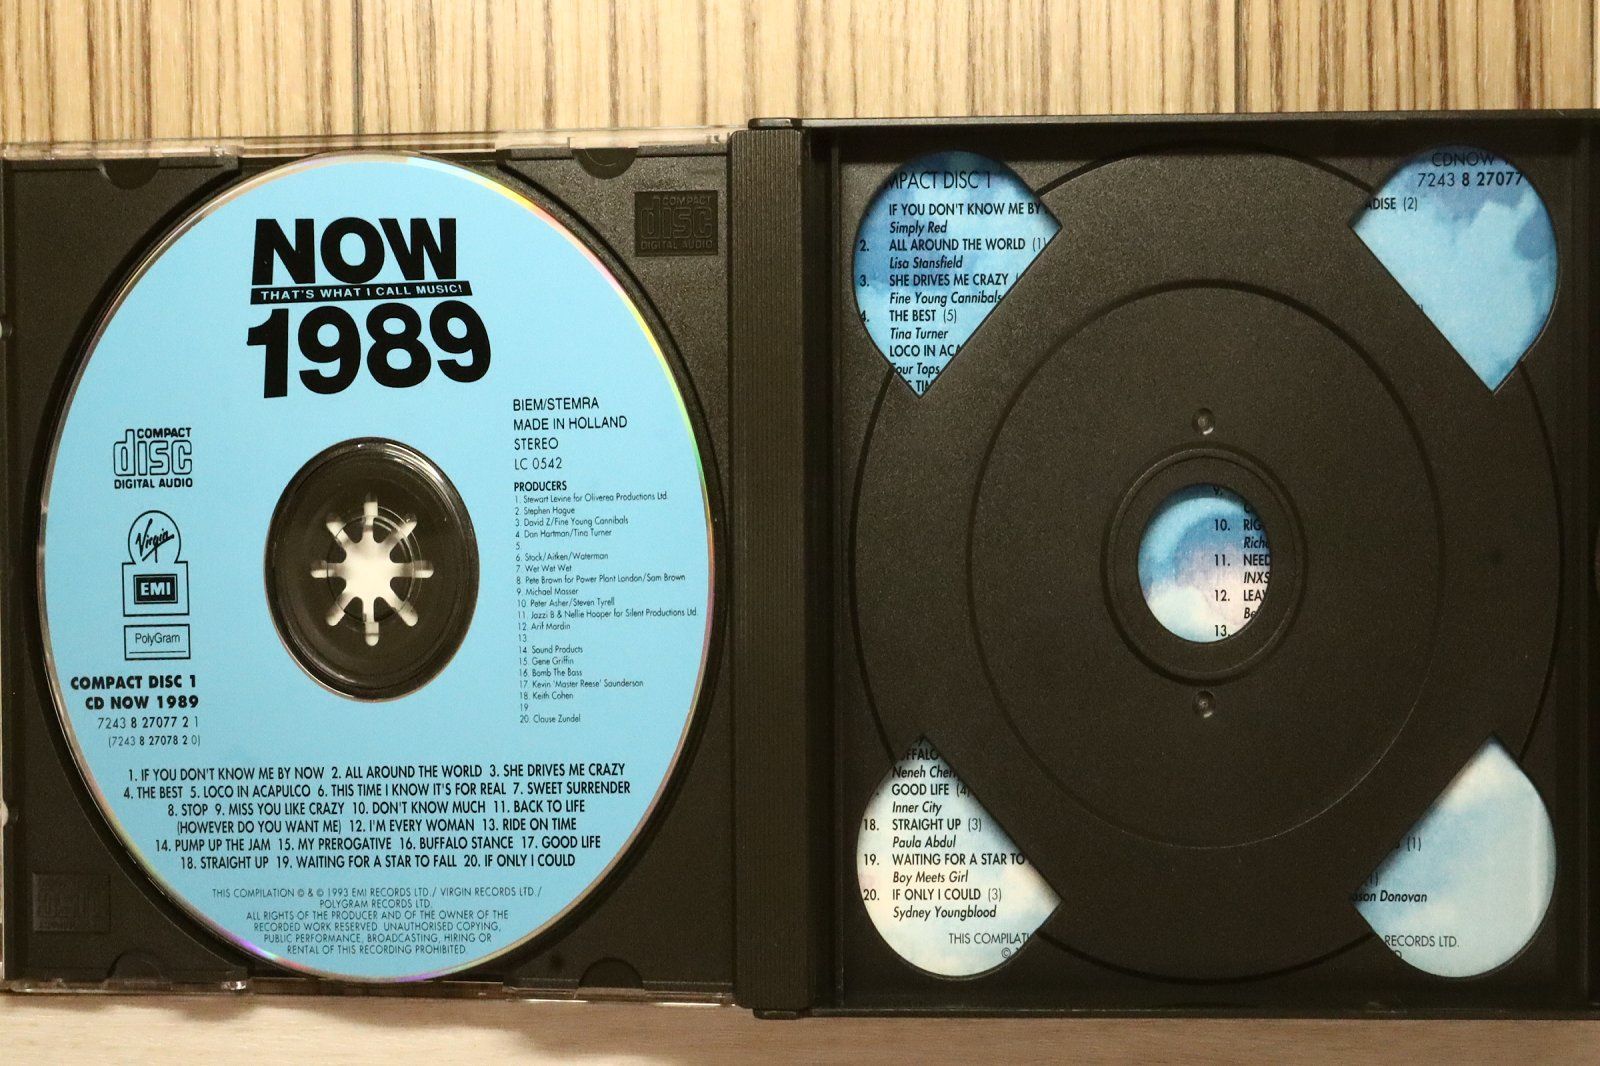 NOW
THAT'S WHAT I CALL MUSIC!
1989
COMPACT
disc
DIGITAL AUDIO
Virgin
EMI
PolyGram
COMPACT DISC 1
CD NOW 1989
7243 8 27077 2 1
(7243 8 27078 2 0)
BIEM/STEMRA
MADE IN HOLLAND
STEREO
LC 0542
PRODUCERS
1. Stewart Levine for Oliverea Productions Ltd.
2. Stephen Hague
3. David Z/Fine Young Cannibals
4. Dan Hartman/Tina Turner
5.
6. Stock/Aitken/Waterman
7. Wet Wet Wet
8. Pete Brown for Power Plant London/Sam Brown
9. Michael Masser
10. Peter Asher/Steven Tyrell
11. Jazzi B & Nellie Hooper for Silent Productions Ltd.
12. Arif Mardin
13.
14. Sound Products
15. Gene Griffin
16. Bomb The Bass
17. Kevin 'Master Reese' Saunderson
18. Keith Cohen
19
20. Clause Zundel
1. IF YOU DON'T KNOW ME BY NOW 2. ALL AROUND THE WORLD 3. SHE DRIVES ME CRAZY
4. THE BEST 5. LOCO IN ACAPULCO 6. THIS TIME I KNOW IT'S FOR REAL 7. SWEET SURRENDER
8. STOP 9. MISS YOU LIKE CRAZY 10. DON'T KNOW MUCH 11. BACK TO LIFE
(HOWEVER DO YOU WANT ME) 12. I'M EVERY WOMAN 13. RIDE ON TIME
14. PUMP UP THE JAM 15. MY PREROGATIVE 16. BUFFALO STANCE 17. GOOD LIFE
18. STRAIGHT UP 19. WAITING FOR A STAR TO FALL 20. IF ONLY I COULD
THIS COMPILATION ℗ & © 1993 EMI RECORDS LTD./ VIRGIN RECORDS LTD./
POLYGRAM RECORDS LTD.
ALL RIGHTS OF THE PRODUCER AND OF THE OWNER OF THE
RECORDED WORK RESERVED. UNAUTHORISED COPYING,
PUBLIC PERFORMANCE, BROADCASTING, HIRING OR
RENTAL OF THIS RECORDING PROHIBITED.
COMPACT
disc
DIGITAL AUDIO
MPACT DISC 1
IF YOU DON'T KNOW ME BY
Simply Red
2. ALL AROUND THE WORLD (1)
Lisa Stansfield
3. SHE DRIVES ME CRAZY
Fine Young Cannibals
4. THE BEST (5)
Tina Turner
LOCO IN ACA
Four Tops
TI
CDNOW
7243 8 27077
ADISE (2)
10. RIG
Rich
11. NEED
INXS
12. LEAV
Be
13.
FFALO
Neneh Cher
GOOD LIFE (4)
Inner City
18. STRAIGHT UP (3)
Paula Abdul
19. WAITING FOR A STAR TO
Boy Meets Girl
20. IF ONLY I COULD (3)
Sydney Youngblood
THIS COMPILATI
(1)
(1)
ason Donovan
RECORDS LTD.